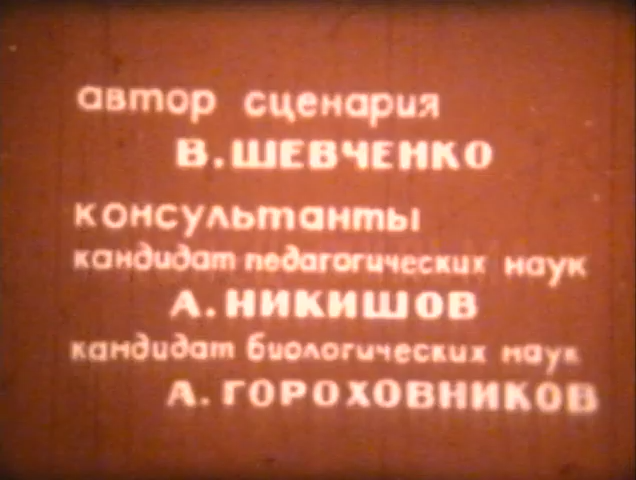 автор сценария
В. ШЕВЧЕНКО
консультанты
кандидат педагогических наук
А. НИКИШОВ
кандидат биологических наук
А. ГОРОХОВНИКОВ